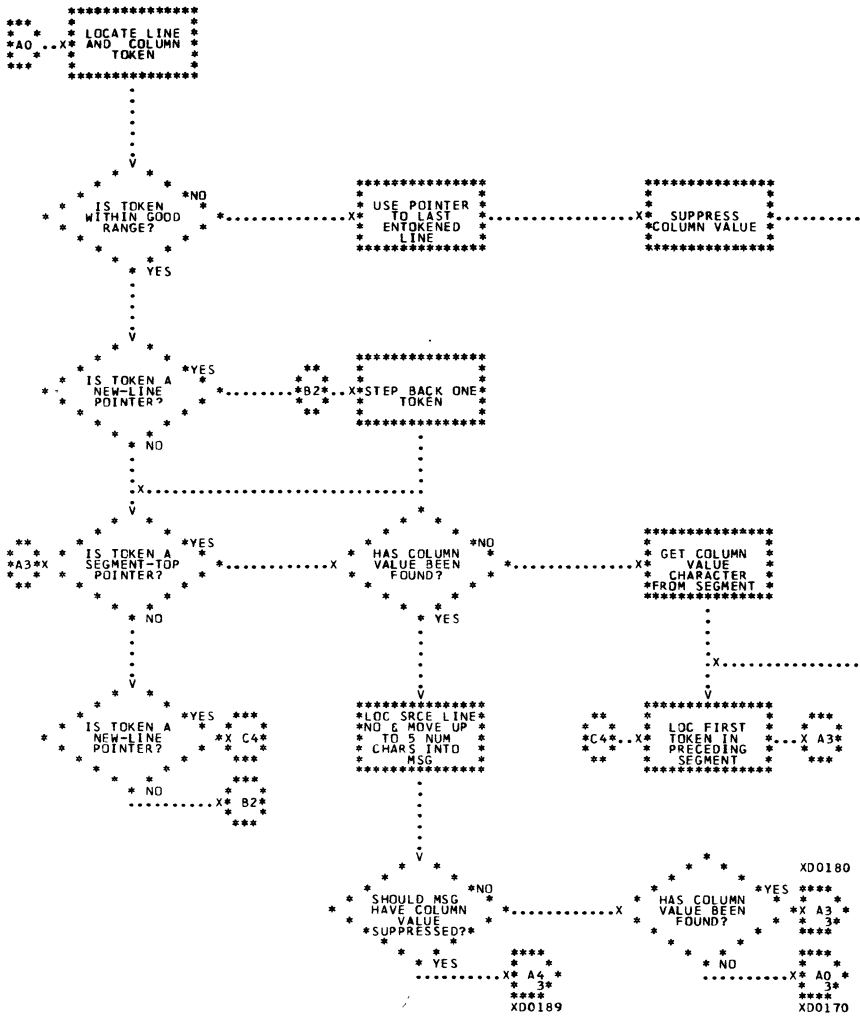 A0
LOCATE LINE
AND COLUMN
TOKEN
IS TOKEN
WITHIN GOOD
RANGE?
NO
YES
USE POINTER
TO LAST
ENTOKENED
LINE
SUPPRESS
COLUMN VALUE
IS TOKEN A
NEW-LINE
POINTER?
YES
NO
B2
STEP BACK ONE
TOKEN
A3
IS TOKEN A
SEGMENT-TOP
POINTER?
YES
NO
HAS COLUMN
VALUE BEEN
FOUND?
NO
YES
GET COLUMN
VALUE
CHARACTER
FROM SEGMENT
IS TOKEN A
NEW-LINE
POINTER?
YES
C4
NO
B2
LOC SRCE LINE
NO & MOVE UP
TO 5 NUM
CHARS INTO
MSG
C4
LOC FIRST
TOKEN IN
PRECEDING
SEGMENT
A3
SHOULD MSG
HAVE COLUMN
VALUE
SUPPRESSED?
NO
YES
A4
3
XD0189
HAS COLUMN
VALUE BEEN
FOUND?
YES
XD0180
A3
3
NO
A0
3
XD0170